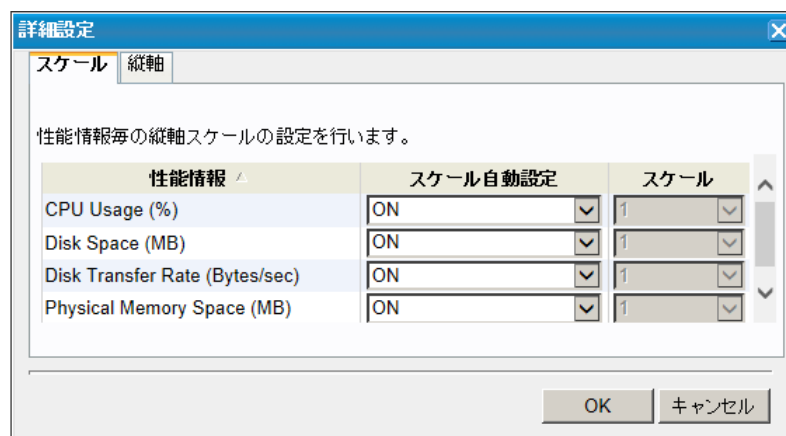 詳細設定
スケール 縦軸
性能情報毎の縦軸スケールの設定を行います。
性能情報 スケール自動設定 スケール
CPU Usage (%) ON 1
Disk Space (MB) ON 1
Disk Transfer Rate (Bytes/sec) ON 1
Physical Memory Space (MB) ON 1
OK キャンセル